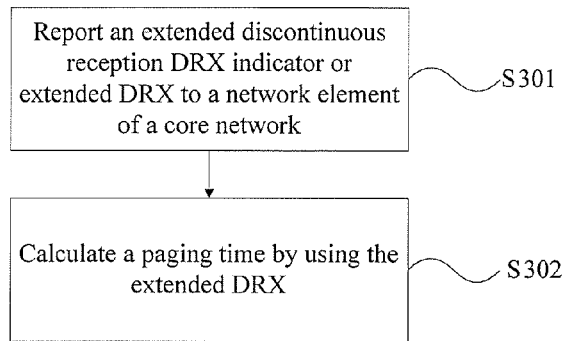 Report an extended discontinuous
reception DRX indicator or
extended DRX to a network element
of a core network
S301
Calculate a paging time by using the
extended DRX
S302